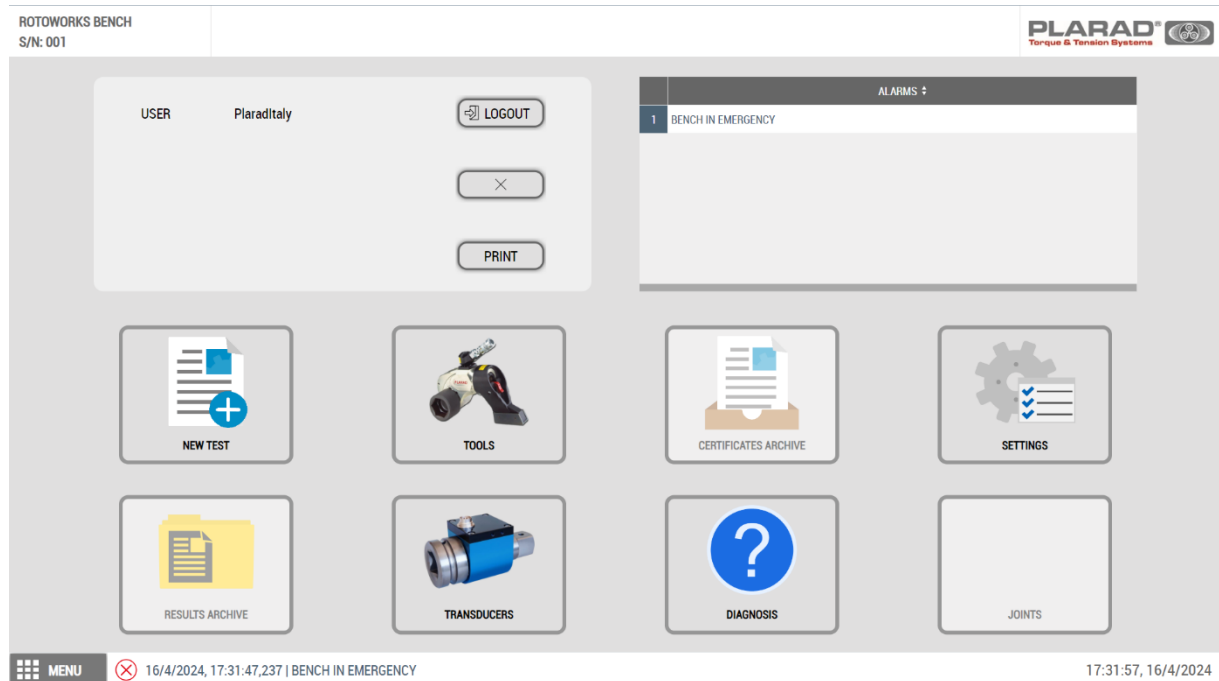 ROTOWORKS BENCH
S/N: 001
PLARAD®
Torque & Tension Systems
USER PlaradItaly
LOGOUT
PRINT
ALARMS
1 BENCH IN EMERGENCY
NEW TEST
TOOLS
CERTIFICATES ARCHIVE
SETTINGS
RESULTS ARCHIVE
TRANSDUCERS
?
DIAGNOSIS
JOINTS
MENU
16/4/2024, 17:31:47,237 | BENCH IN EMERGENCY
17:31:57, 16/4/2024